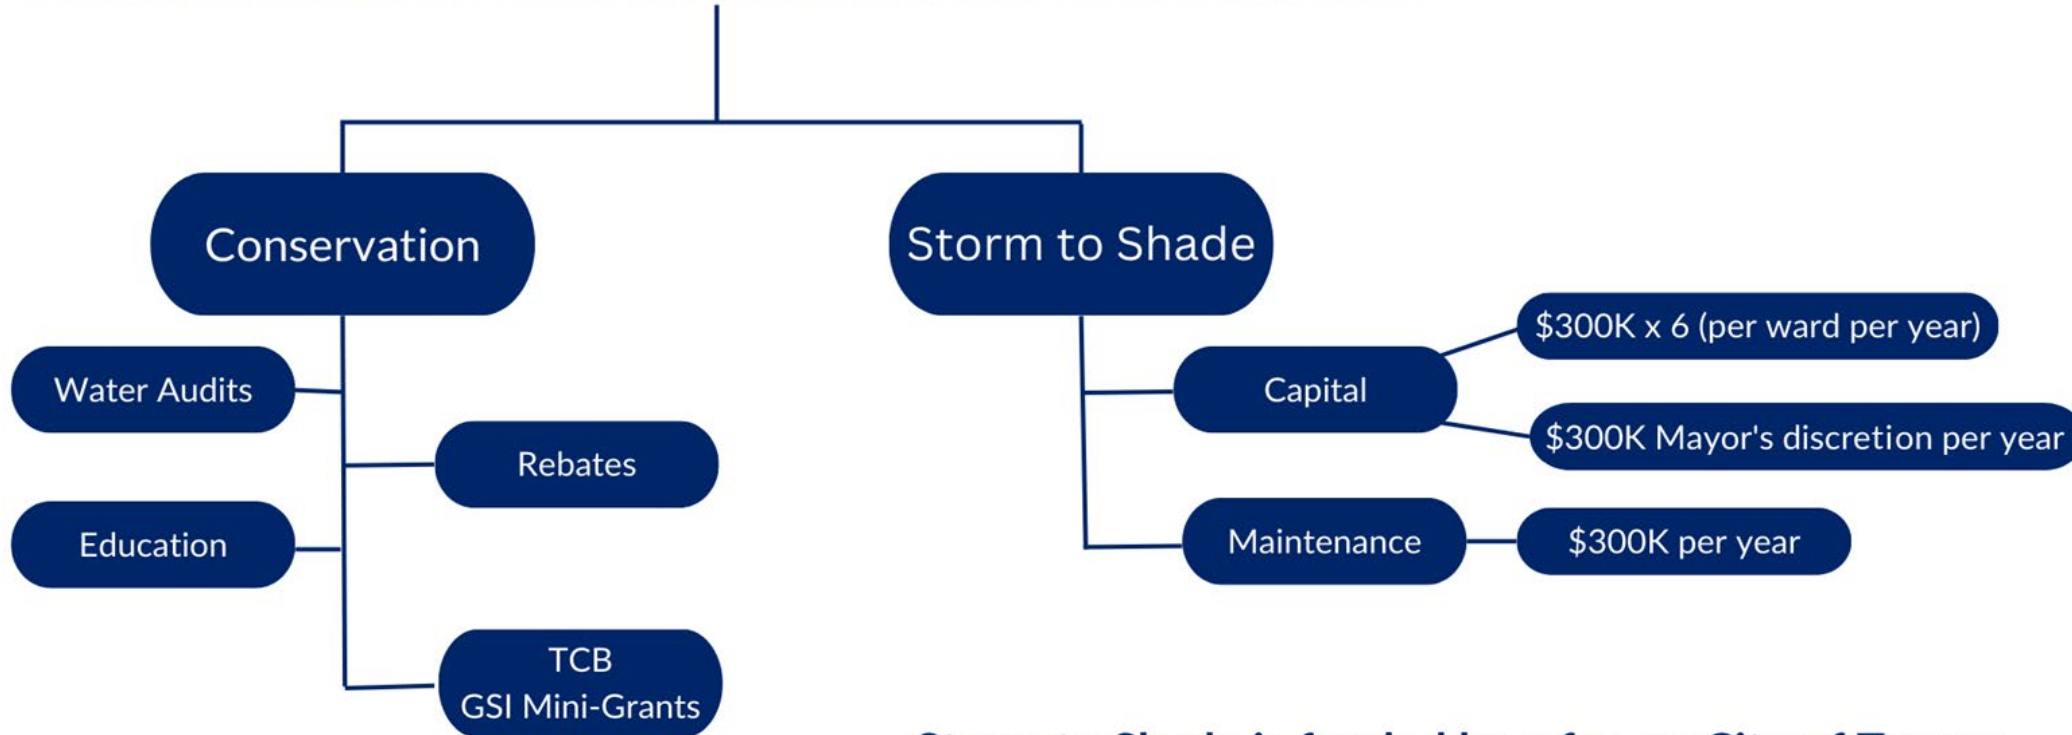 Conservation
Storm to Shade
$300K x 6 (per ward per year)
Water Audits
Capital
$300K Mayor's discretion per year
Rebates
Education
Maintenance
$300K per year
TCB
GSI Mini-Grants